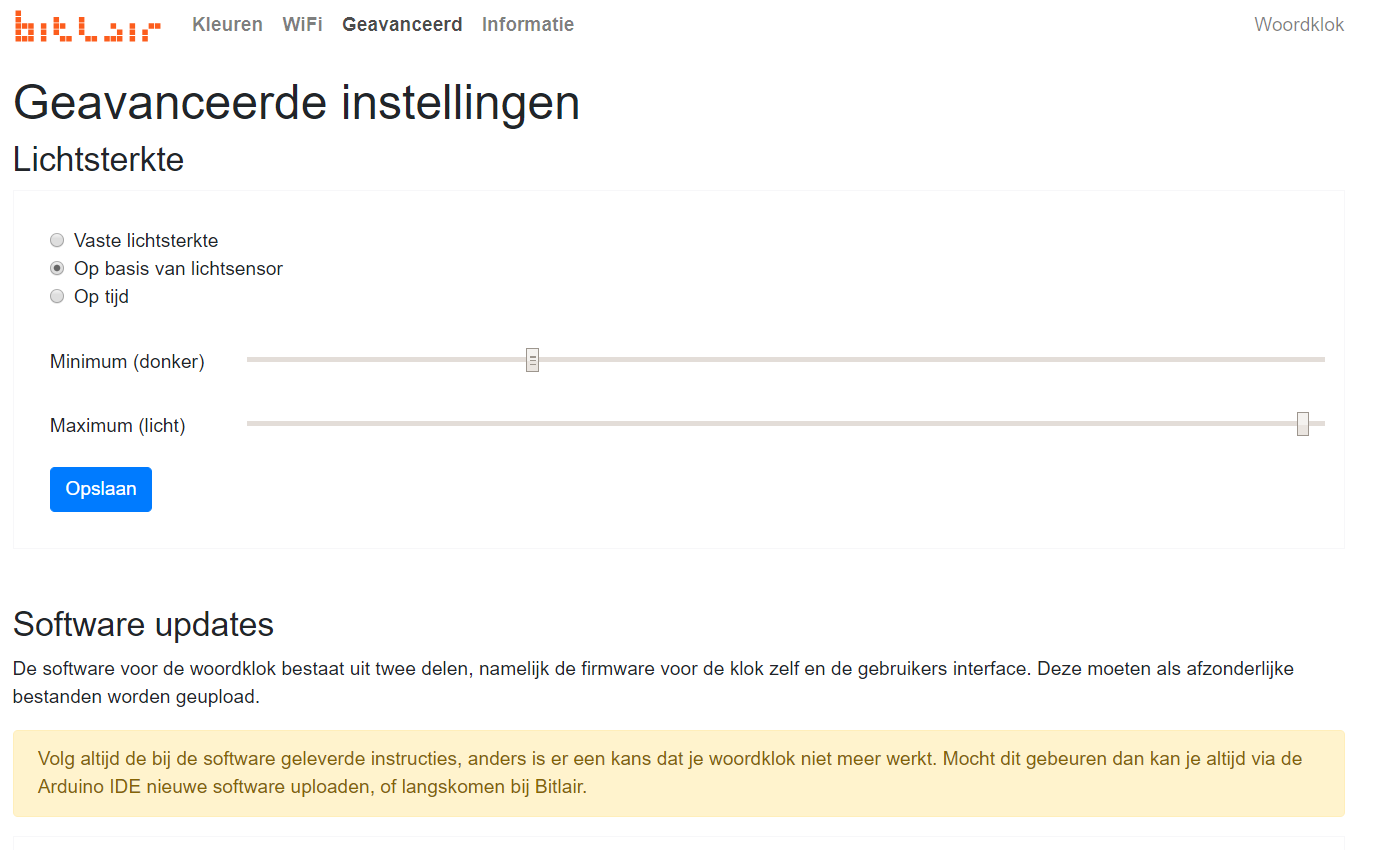 bitlair Kleuren WiFi Geavanceerd Informatie Woordklok
Geavanceerde instellingen
Lichtsterkte
Vaste lichtsterkte
Op basis van lichtsensor
Op tijd
Minimum (donker)
Maximum (licht)
Opslaan
Software updates
De software voor de woordklok bestaat uit twee delen, namelijk de firmware voor de klok zelf en de gebruikers interface. Deze moeten als afzonderlijke
bestanden worden geupload.
Volg altijd de bij de software geleverde instructies, anders is er een kans dat je woordklok niet meer werkt. Mocht dit gebeuren dan kan je altijd via de
Arduino IDE nieuwe software uploaden, of langskomen bij Bitlair.